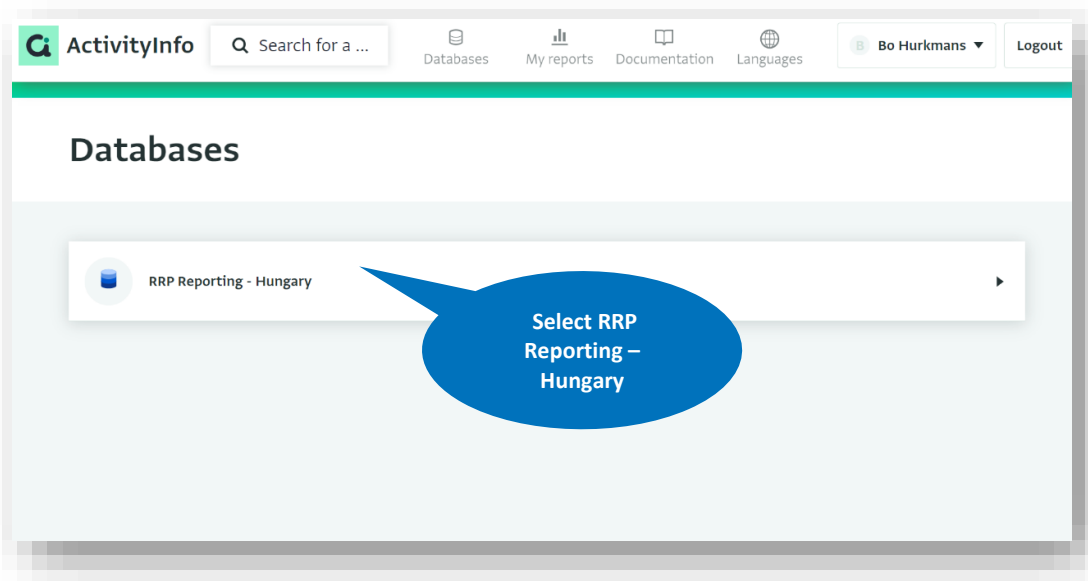 ActivityInfo
Search for a ...
Databases
My reports
Documentation
Languages
B
Bo Hurkmans
Logout
Databases
RRP Reporting - Hungary
Select RRP
Reporting –
Hungary